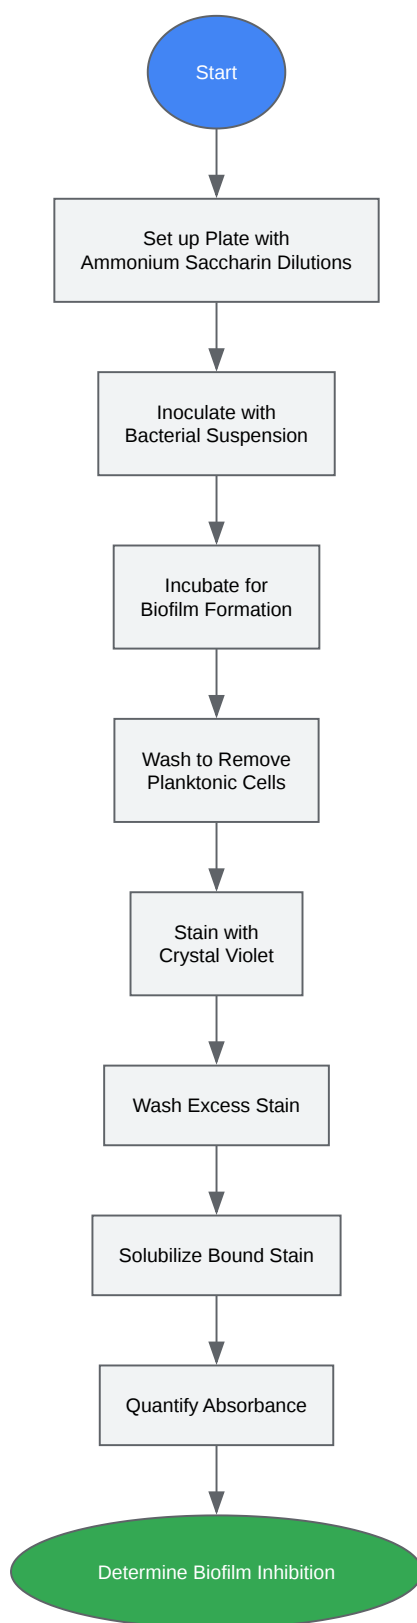 Start
Set up Plate with
Ammonium Saccharin Dilutions
Inoculate with
Bacterial Suspension
Incubate for
Biofilm Formation
Wash to Remove
Planktonic Cells
Stain with
Crystal Violet
Wash Excess Stain
Solubilize Bound Stain
Quantify Absorbance
Determine Biofilm Inhibition